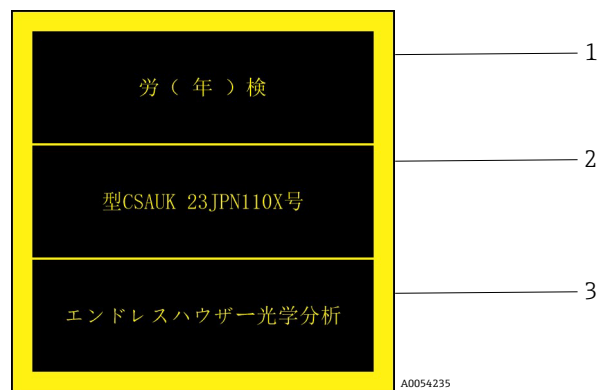 労（ 年 ）検
1
型CSAUK 23JPN110X号
2
エンドレスハウザー光学分析
3
A0054235